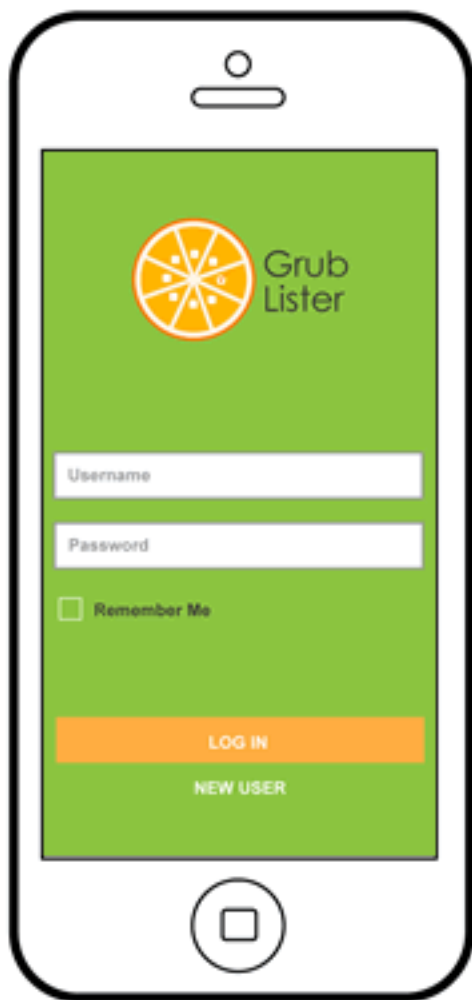 Grub
Lister
Username
Password
Remember Me
LOG IN
NEW USER